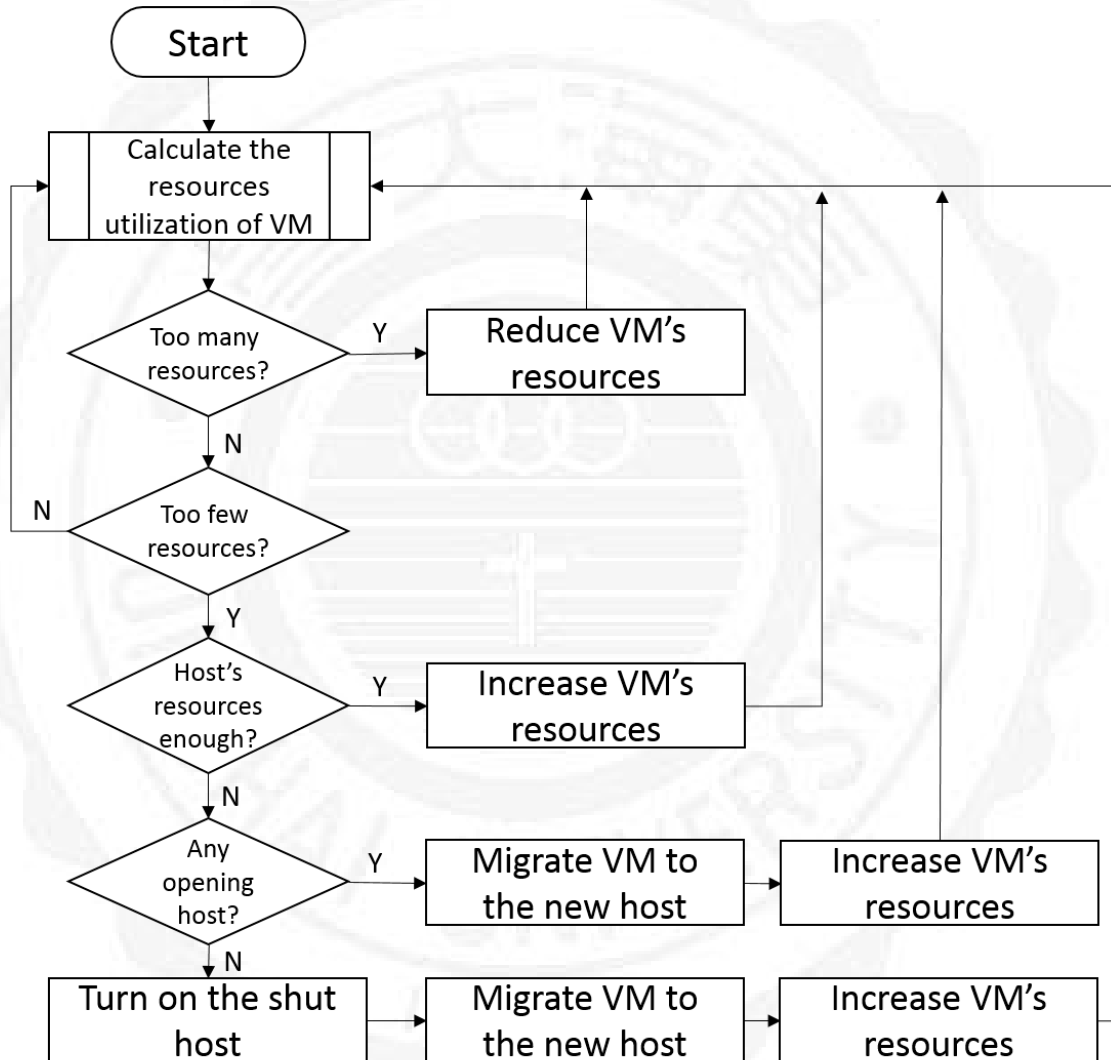 Start
Calculate the
resources
utilization of VM
Too many
resources?
Y
Reduce VM's
resources
N
Too few
resources?
N
Y
Host's
resources
enough?
Y
Increase VM's
resources
N
Any
opening
host?
Y
Migrate VM to
the new host
Increase VM's
resources
N
Turn on the shut
host
Migrate VM to
the new host
Increase VM's
resources